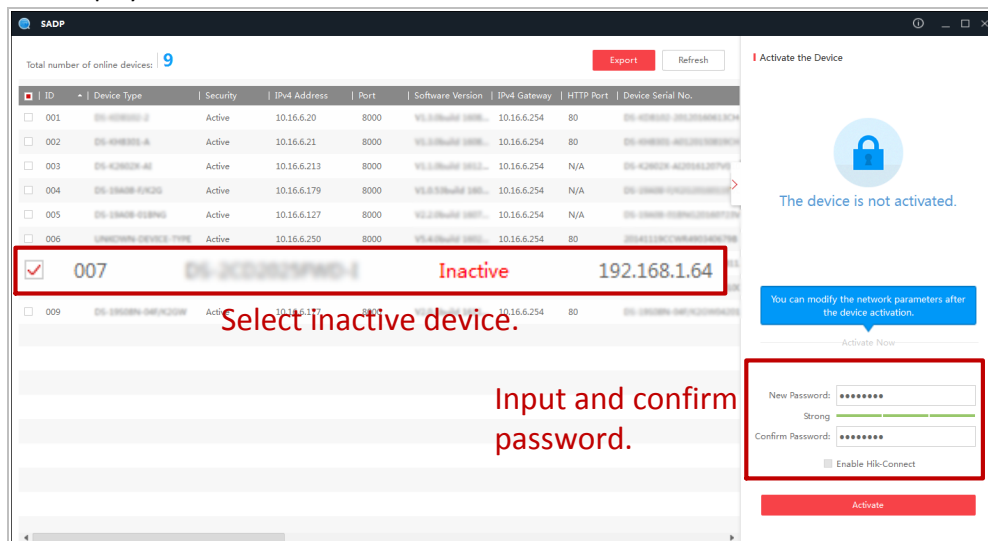 SADP
Total number of online devices: 9
Export Refresh
Activate the Device
ID Device Type Security IPv4 Address Port Software Version IPv4 Gateway HTTP Port Device Serial No.
001 Active 10.16.6.20 8000 10.16.6.254 80
002 Active 10.16.6.21 8000 10.16.6.254 80
003 Active 10.16.6.213 8000 10.16.6.254 N/A
004 Active 10.16.6.179 8000 10.16.6.254 N/A
005 Active 10.16.6.127 8000 10.16.6.254 N/A
006 Active 10.16.6.250 8000 10.16.6.254 80
007 Inactive 192.168.1.64
009 Active 8000 10.16.6.254 80
Select inactive device.
Input and confirm
password.
The device is not activated.
You can modify the network parameters after
the device activation.
Activate Now
New Password: ●●●●●●●●
Strong
Confirm Password: ●●●●●●●●
Enable Hik-Connect
Activate